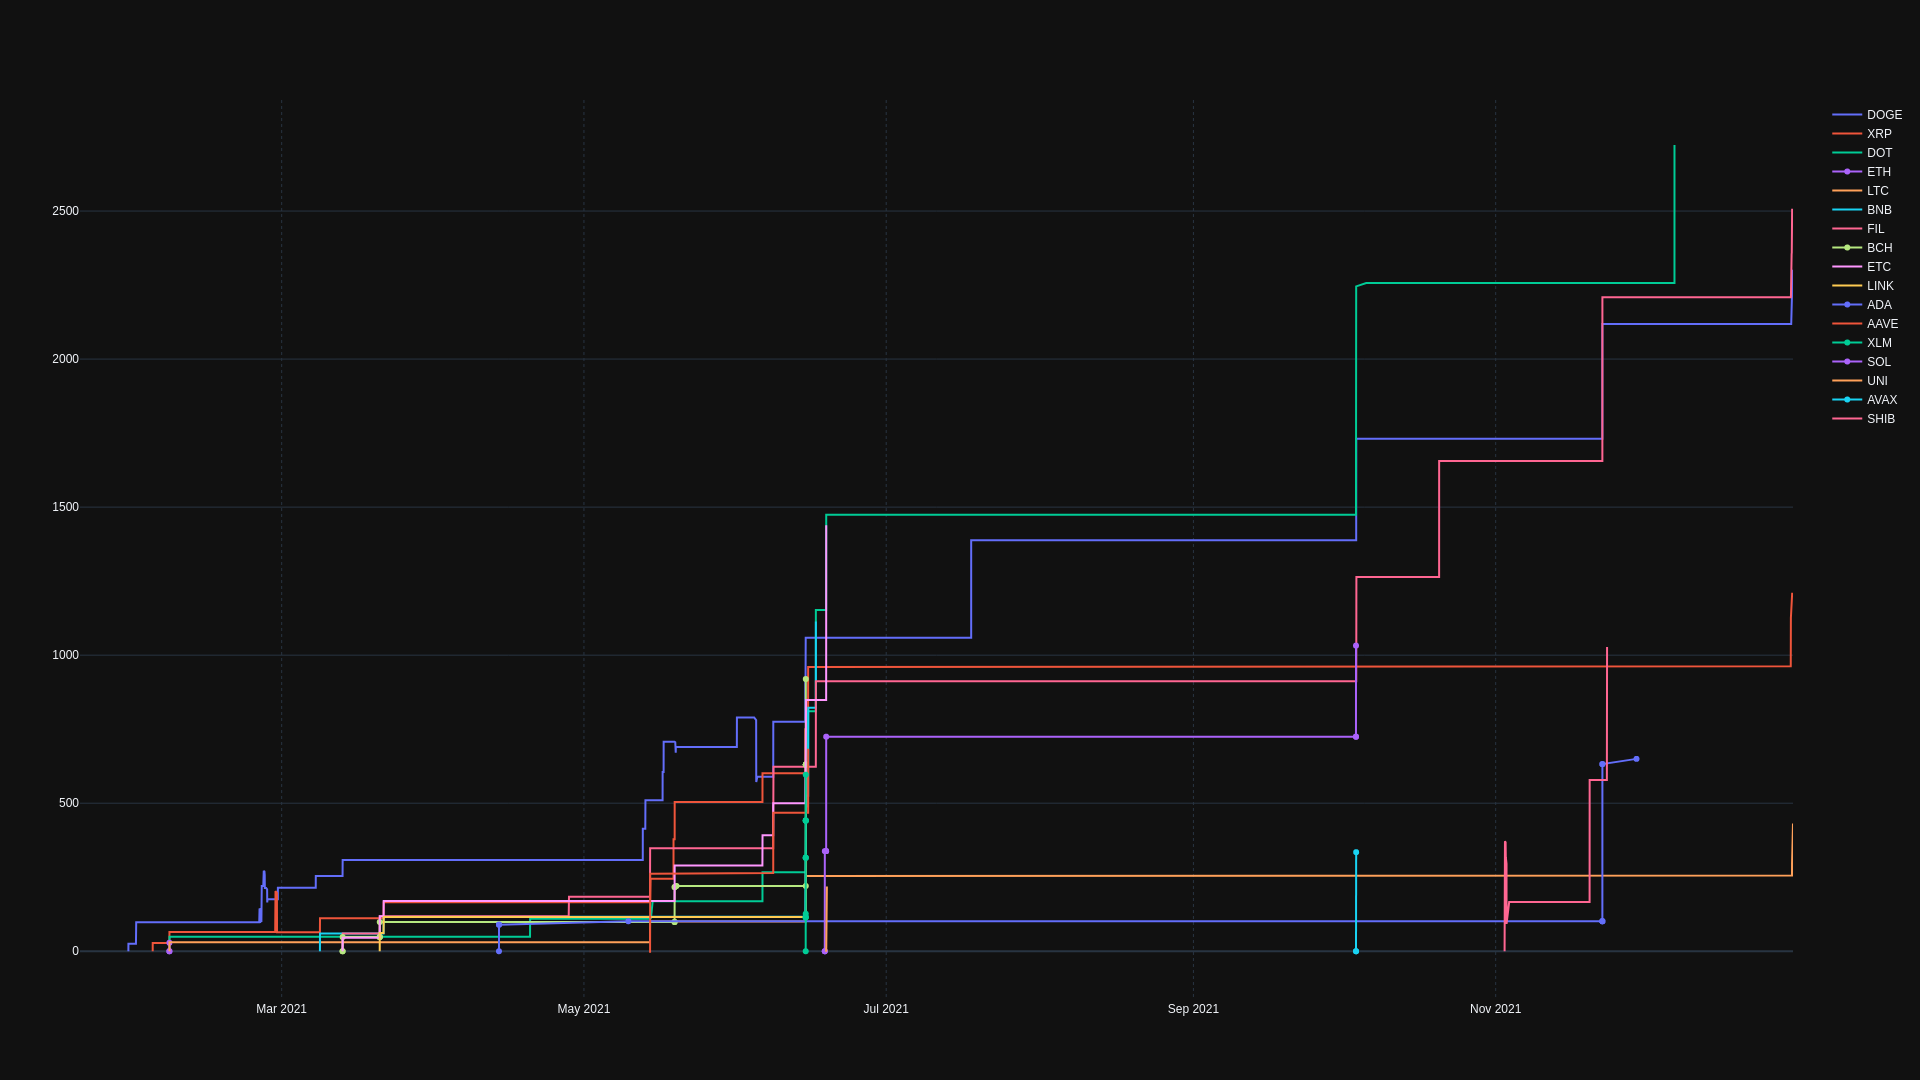 2500
2000
1500
1000
500
0
Mar 2021
May 2021
Jul 2021
Sep 2021
Nov 2021
DOGE
XRP
DOT
ETH
LTC
BNB
FIL
BCH
ETC
LINK
ADA
AAVE
XLM
SOL
UNI
AVAX
SHIB